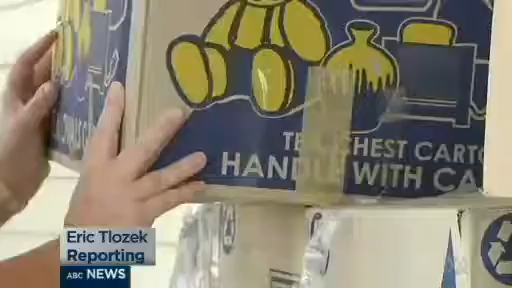 TEA CHEST CARTO
HANDLE WITH CA
Eric Tlozek
Reporting
ABC NEWS